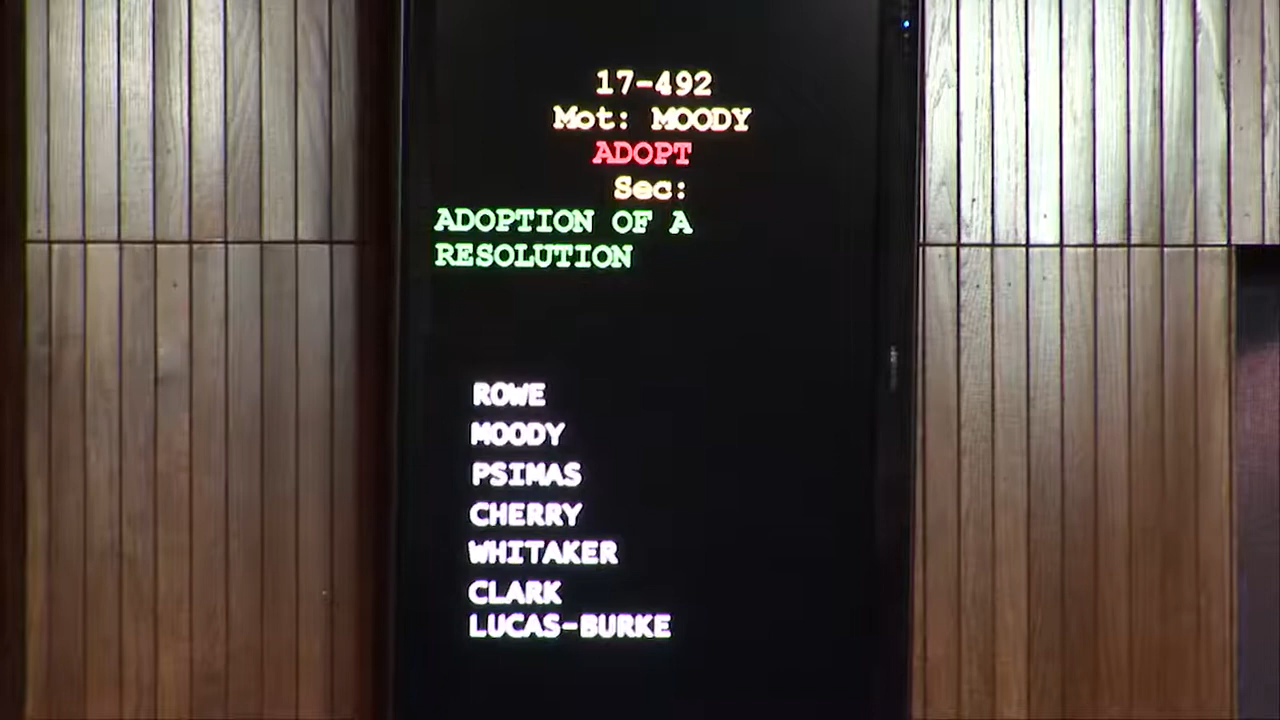 17-492
Mot: MOODY
ADOPT
Sec:
ADOPTION OF A
RESOLUTION
ROWE
MOODY
PSIMAS
CHERRY
WHITAKER
CLARK
LUCAS-BURKE